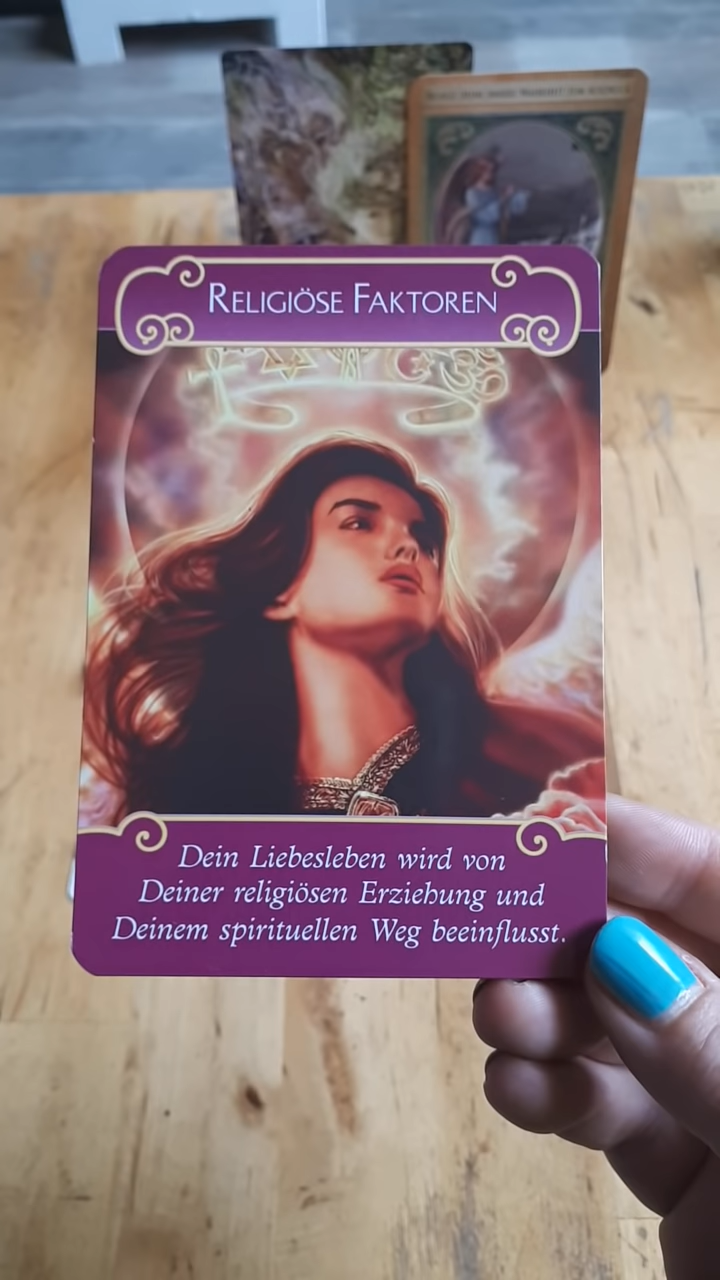 Religiöse Faktoren
Dein Liebesleben wird von
Deiner religiösen Erziehung und
Deinem spirituellen Weg beeinflusst.